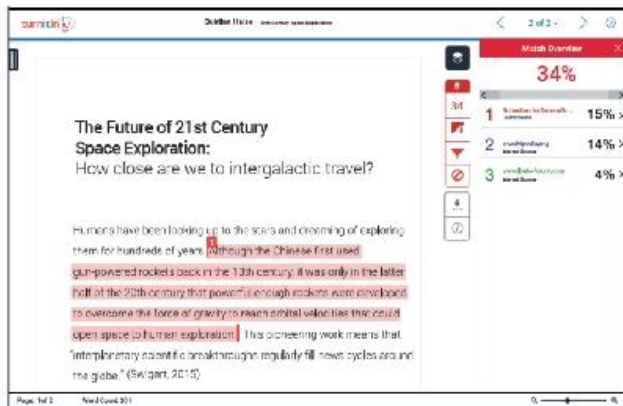 turnitin
2 of 2
Match Overview
34%
1
15%
2
14%
Internet Source
3
4%
Internet Source
34
The Future of 21st Century
Space Exploration:
How close are we to intergalactic travel?
Humans have been looking up to the stars and dreaming of exploring
them for hundreds of years. Although the Chinese first used
gun-powered rockets back in the 13th century, it was only in the latter
half of the 20th century that powerful enough rockets were developed
to overcome the force of gravity to reach orbital velocities that could
open space to human exploration. This pioneering work means that
"interplanetary scientific breakthroughs regularly fill news cycles around
the globe." (Swigert, 2015)
Page: 1 of 2 Word Count: